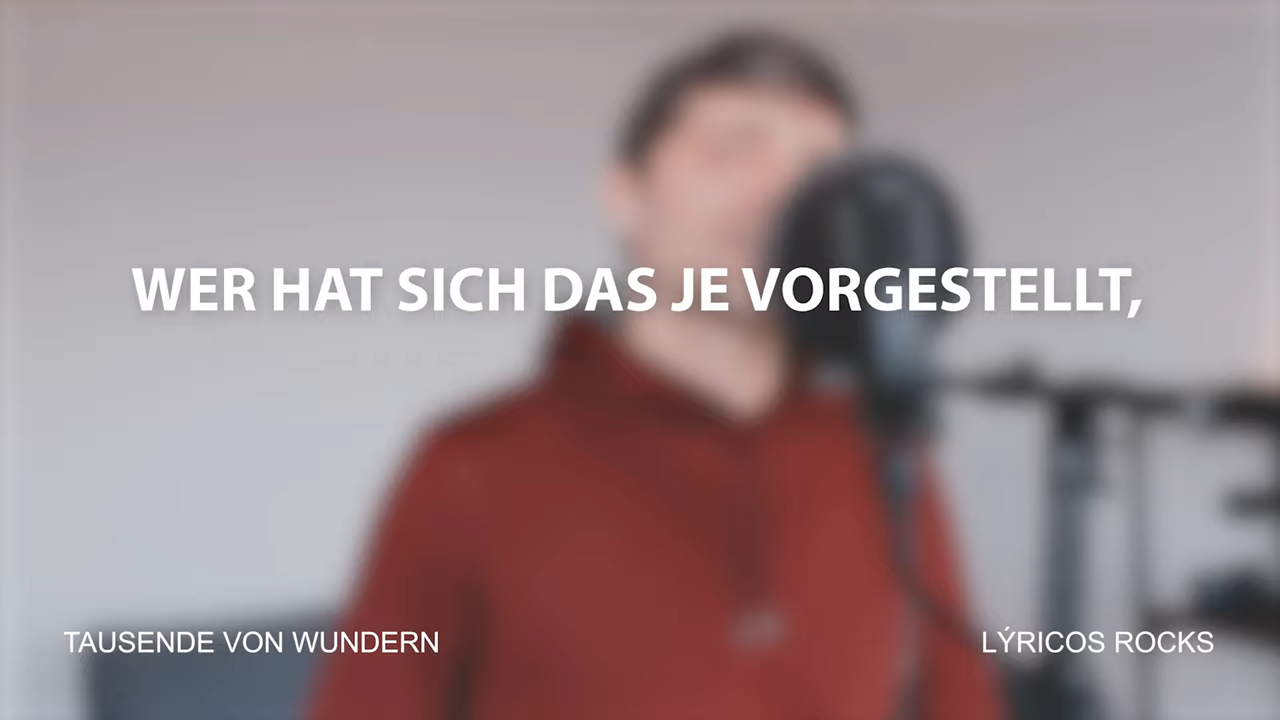 WER HAT SICH DAS JE VORGESTELLT,
TAUSENDE VON WUNDERN
LÝRICOS ROCKS